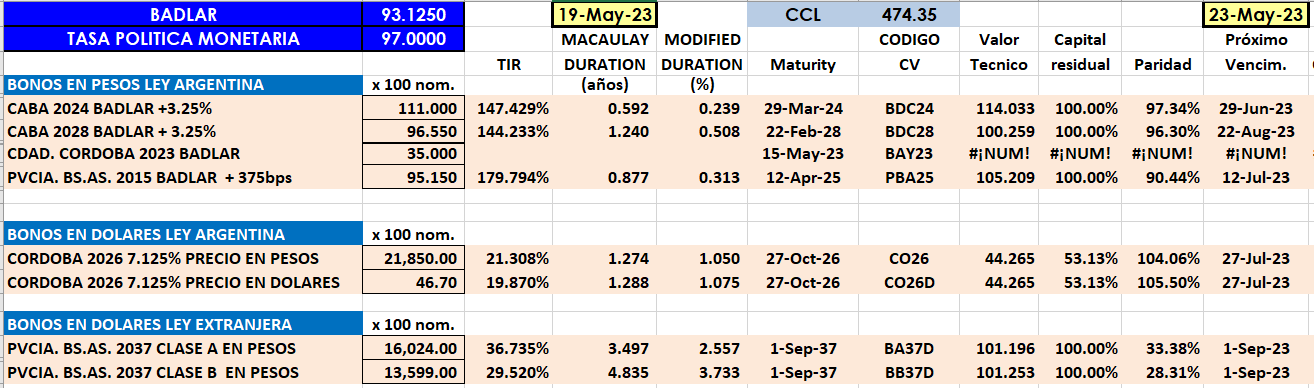 BADLAR 93.1250 19-May-23 CCL 474.35 23-May-23
TASA POLITICA MONETARIA 97.0000 MACAULAY MODIFIED CODIGO Valor Capital Próximo
TIR DURATION DURATION Maturity CV Tecnico residual Paridad Vencim.
BONOS EN PESOS LEY ARGENTINA x 100 nom. (años) (%)
CABA 2024 BADLAR +3.25% 111.000 147.429% 0.592 0.239 29-Mar-24 BDC24 114.033 100.00% 97.34% 29-Jun-23
CABA 2028 BADLAR + 3.25% 96.550 144.233% 1.240 0.508 22-Feb-28 BDC28 100.259 100.00% 96.30% 22-Aug-23
CDAD. CORDOBA 2023 BADLAR 35.000 15-May-23 BAY23 #¡NUM! #¡NUM! #¡NUM! #¡NUM!
PVCIA. BS.AS. 2015 BADLAR + 375bps 95.150 179.794% 0.877 0.313 12-Apr-25 PBA25 105.209 100.00% 90.44% 12-Jul-23
BONOS EN DOLARES LEY ARGENTINA x 100 nom.
CORDOBA 2026 7.125% PRECIO EN PESOS 21,850.00 21.308% 1.274 1.050 27-Oct-26 CO26 44.265 53.13% 104.06% 27-Jul-23
CORDOBA 2026 7.125% PRECIO EN DOLARES 46.70 19.870% 1.288 1.075 27-Oct-26 CO26D 44.265 53.13% 105.50% 27-Jul-23
BONOS EN DOLARES LEY EXTRANJERA x 100 nom.
PVCIA. BS.AS. 2037 CLASE A EN PESOS 16,024.00 36.735% 3.497 2.557 1-Sep-37 BA37D 101.196 100.00% 33.38% 1-Sep-23
PVCIA. BS.AS. 2037 CLASE B EN PESOS 13,599.00 29.520% 4.835 3.733 1-Sep-37 BB37D 101.253 100.00% 28.31% 1-Sep-23